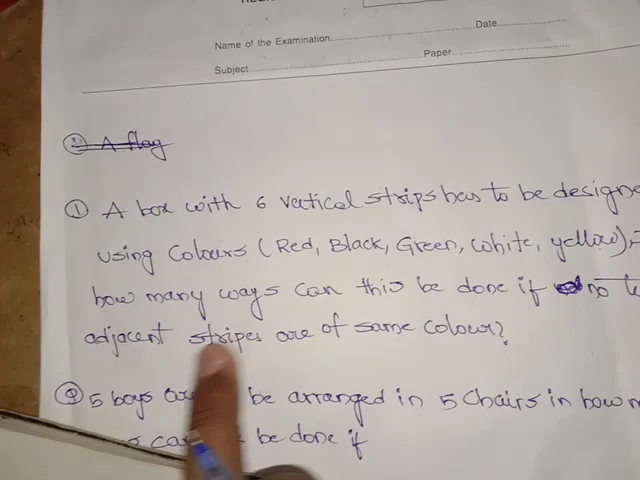 Name of the Examination Date
Subject Paper
① A flag
① A box with 6 vertical strips has to be designe
using Colours (Red, Black, Green, White, yellow),
how many ways can this be done if no
adjacent stripes are of same colour?
② 5 boys be arranged in 5 Chairs in how
be done if